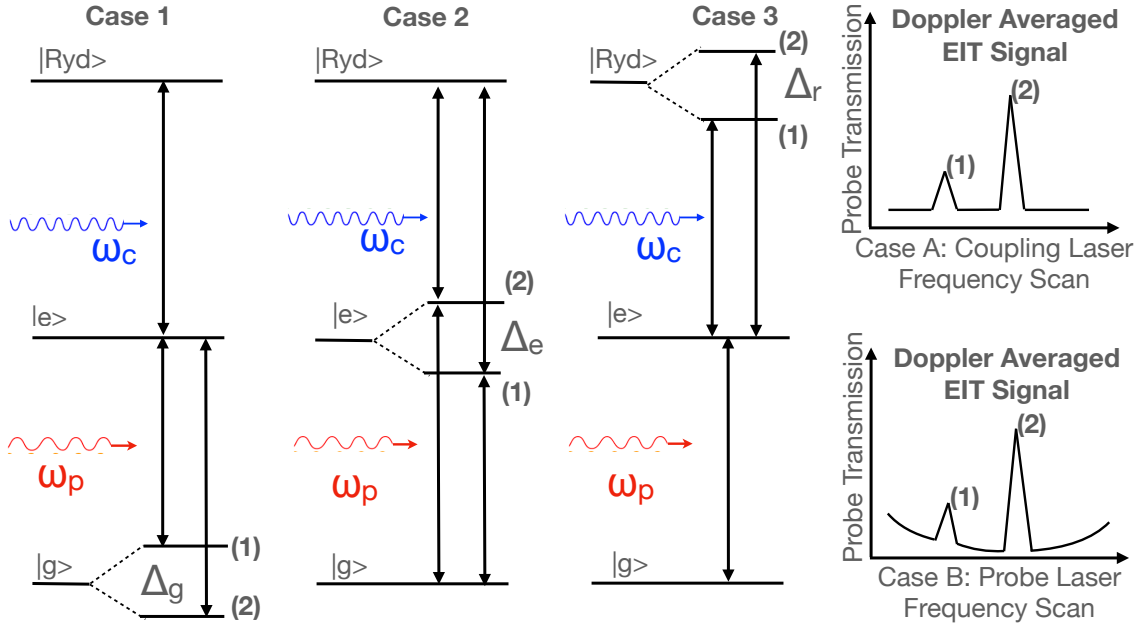 Case 1
|Ryd>
ωc
|e>
ωp
(1)
|g>
Δg
(2)
Case 2
|Ryd>
ωc
(2)
|e>
Δe
(1)
ωp
|g>
Case 3
(2)
|Ryd>
Δr
(1)
ωc
|e>
ωp
|g>
Doppler Averaged
EIT Signal
(2)
(1)
Probe Transmission
Case A: Coupling Laser
Frequency Scan
Doppler Averaged
EIT Signal
(2)
(1)
Probe Transmission
Case B: Probe Laser
Frequency Scan